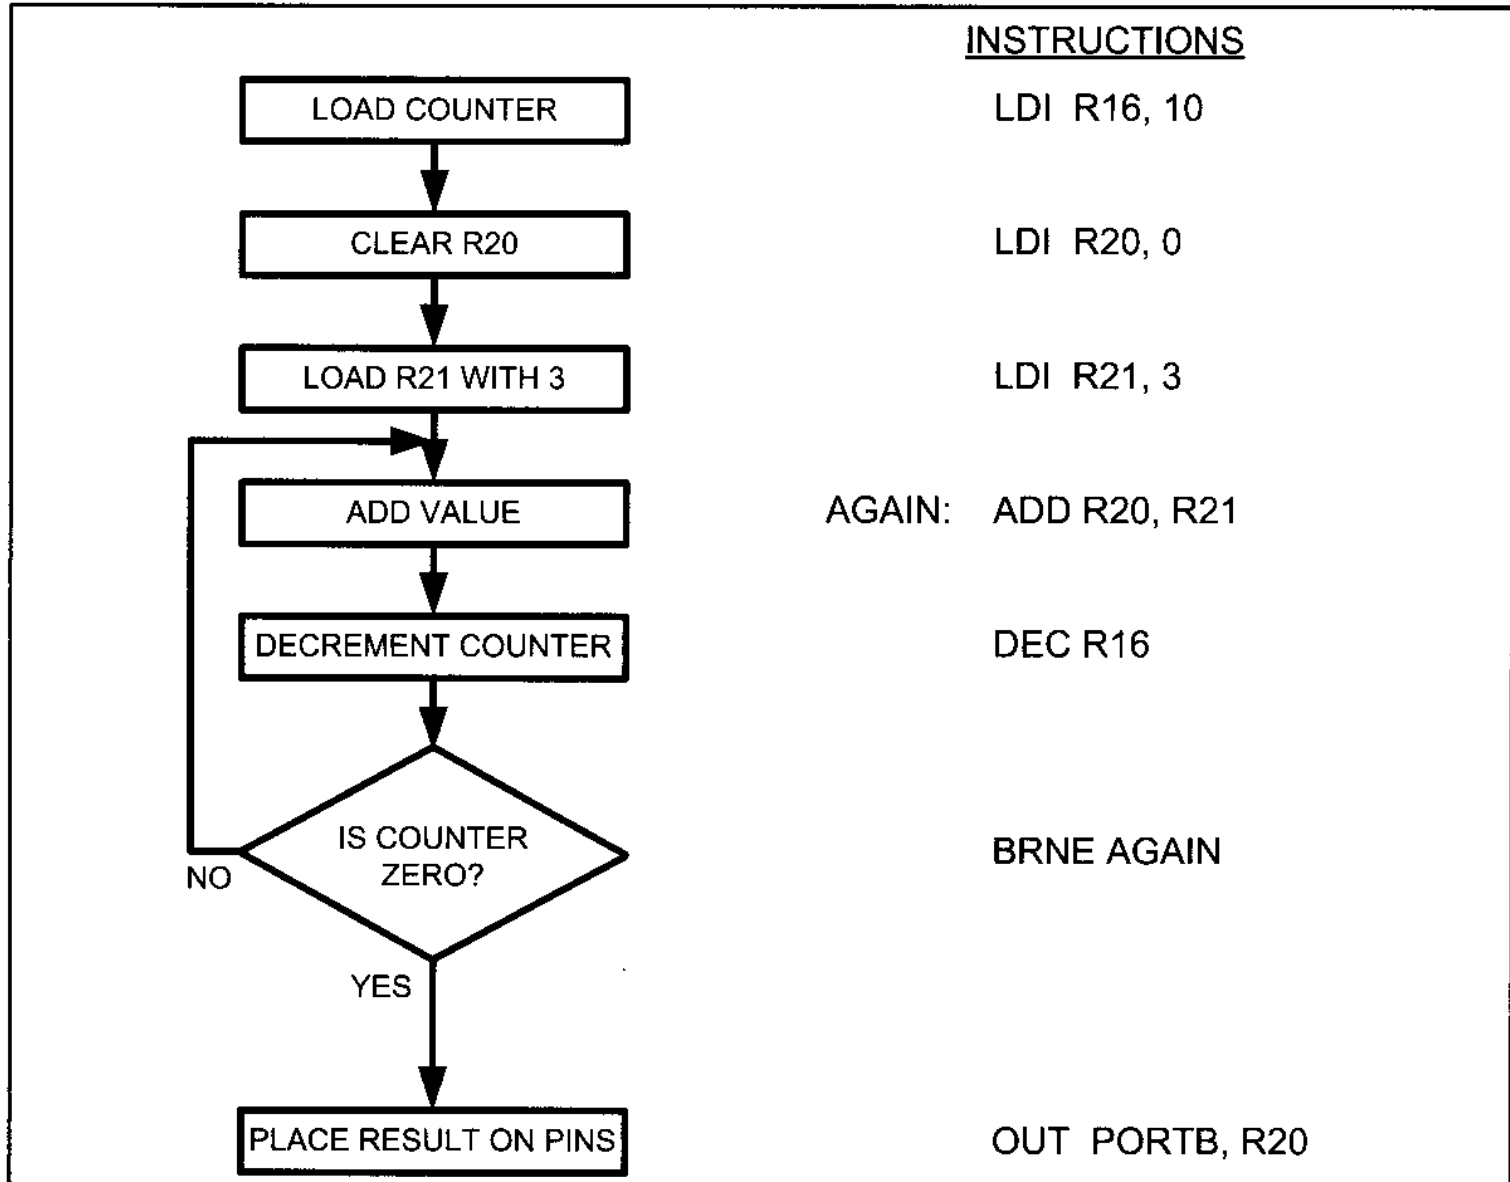 INSTRUCTIONS
LOAD COUNTER
LDI R16, 10
CLEAR R20
LDI R20, 0
LOAD R21 WITH 3
LDI R21, 3
ADD VALUE
AGAIN: ADD R20, R21
DECREMENT COUNTER
DEC R16
IS COUNTER
ZERO?
BRNE AGAIN
NO
YES
PLACE RESULT ON PINS
OUT PORTB, R20